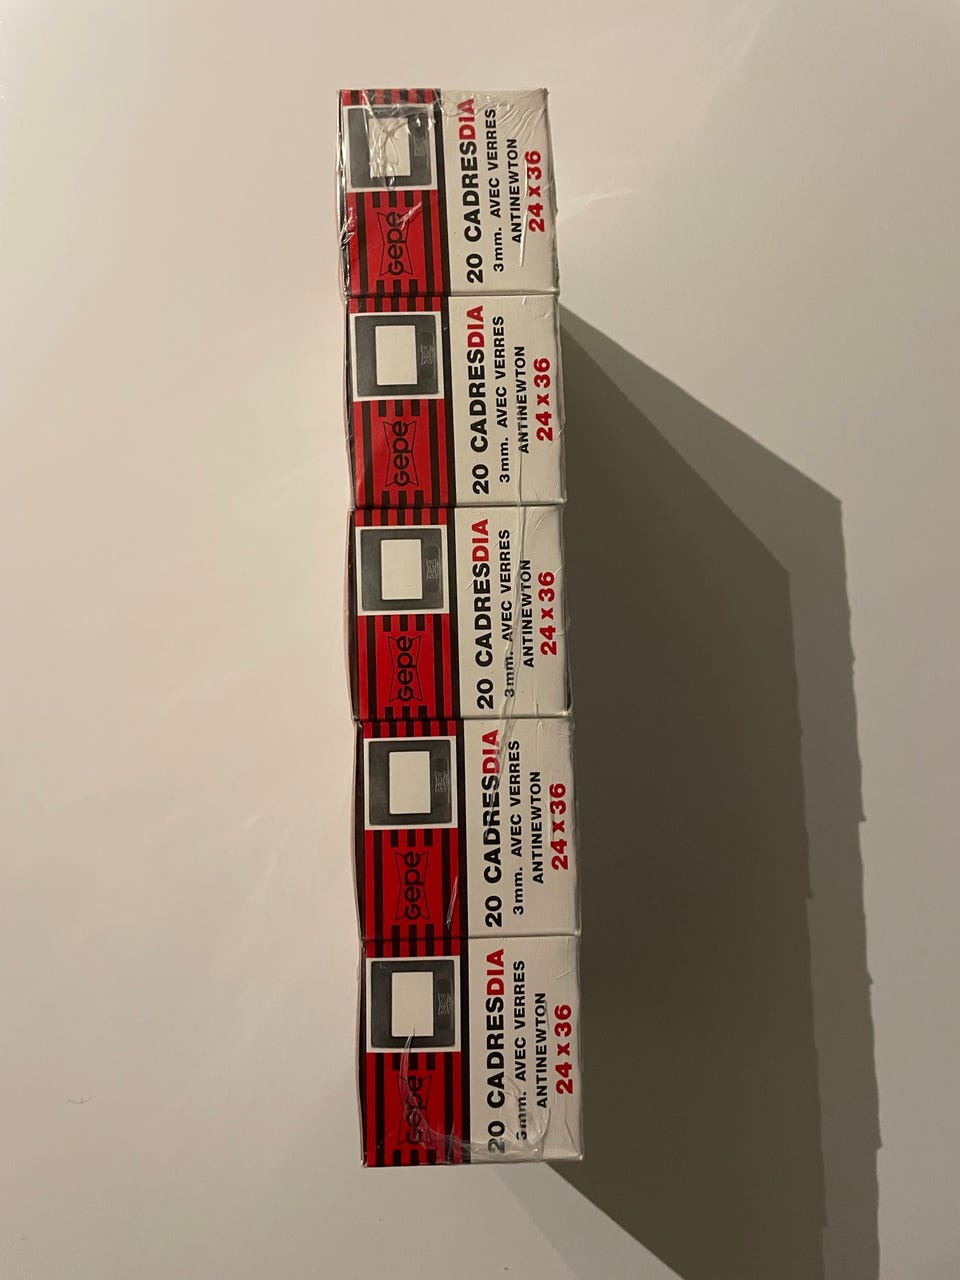 Gepe
20 CADRESDIA
3mm. AVEC VERRES
ANTINEWTON
24 x 36
Gepe
20 CADRESDIA
3mm. AVEC VERRES
ANTINEWTON
24 x 36
Gepe
20 CADRESDIA
3mm. AVEC VERRES
ANTINEWTON
24 x 36
Gepe
20 CADRESDIA
3mm. AVEC VERRES
ANTINEWTON
24 x 36
Gepe
20 CADRESDIA
3mm. AVEC VERRES
ANTINEWTON
24 x 36